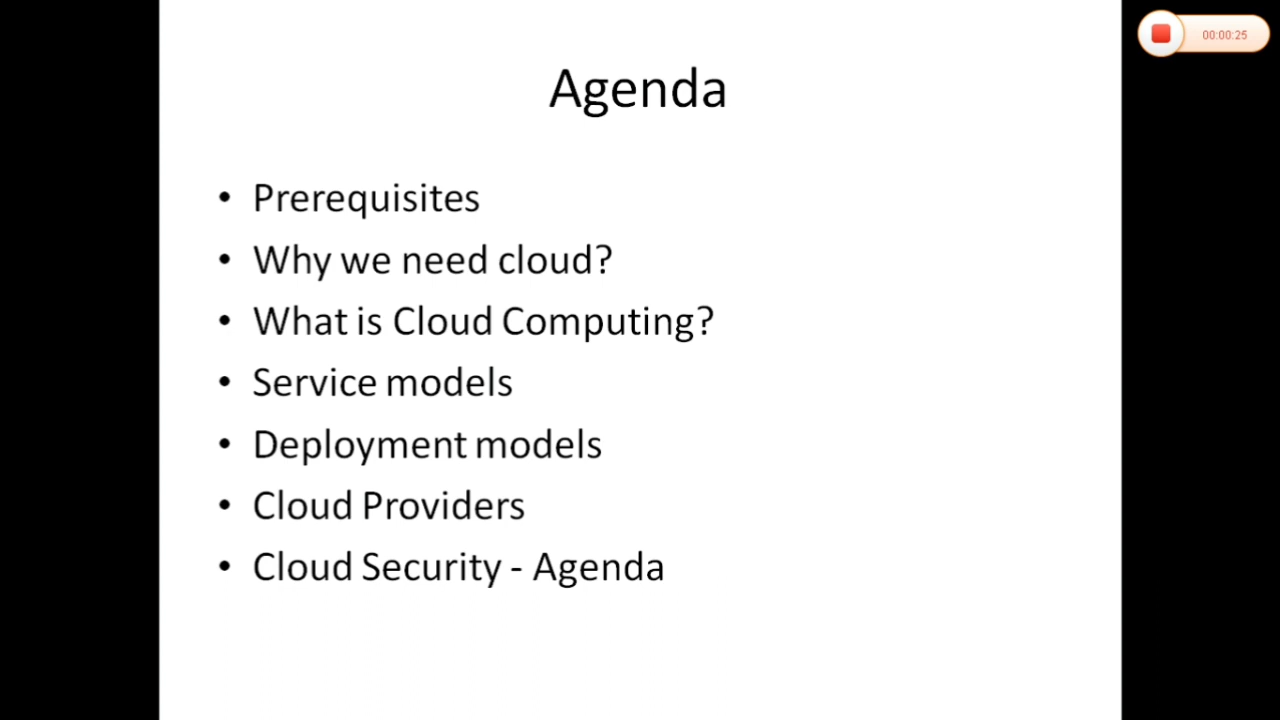 00:00:25
Agenda
• Prerequisites
• Why we need cloud?
• What is Cloud Computing?
• Service models
• Deployment models
• Cloud Providers
• Cloud Security - Agenda